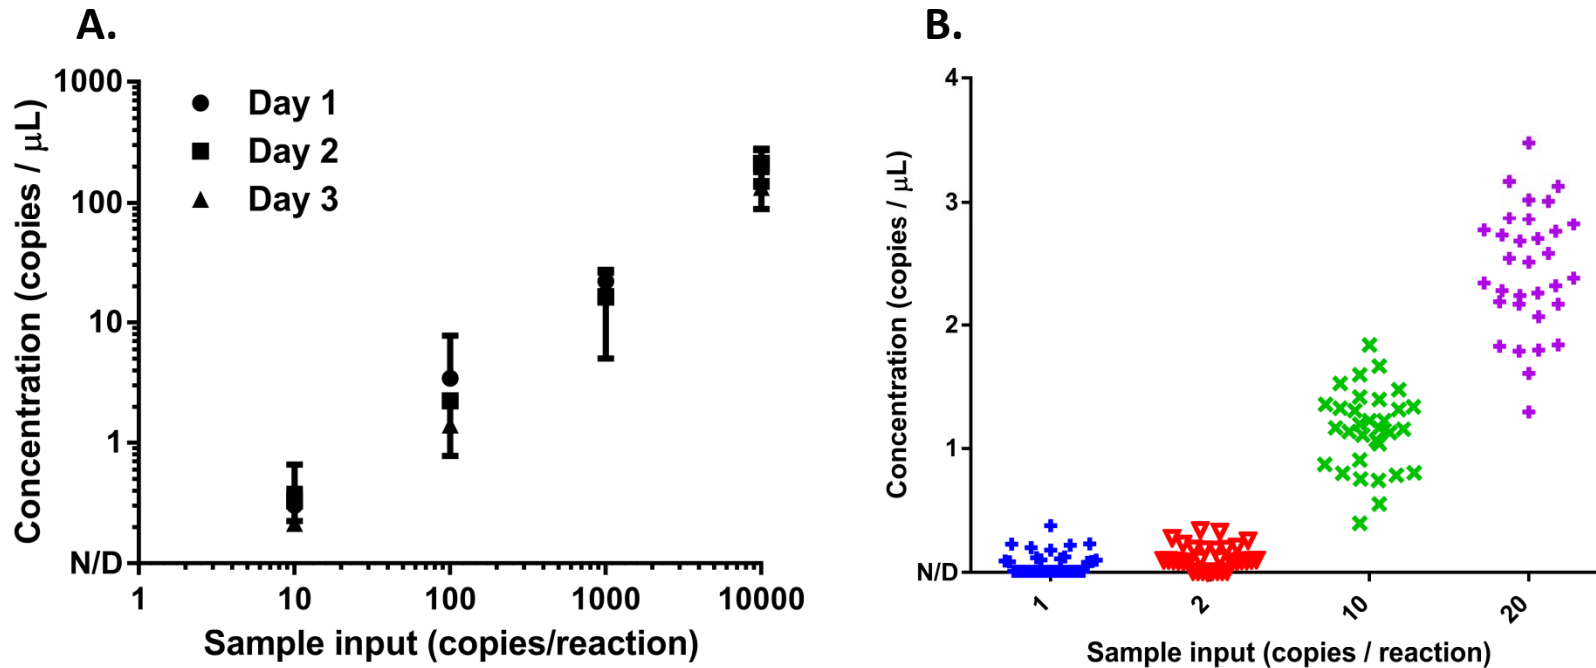 A.
Concentration (copies / μL)
1000
100
10
1
N/D
Day 1
Day 2
Day 3
1
10
100
1000
10000
Sample input (copies/reaction)
B.
Concentration (copies / μL)
4
3
2
1
N/D
1
2
10
20
Sample input (copies / reaction)